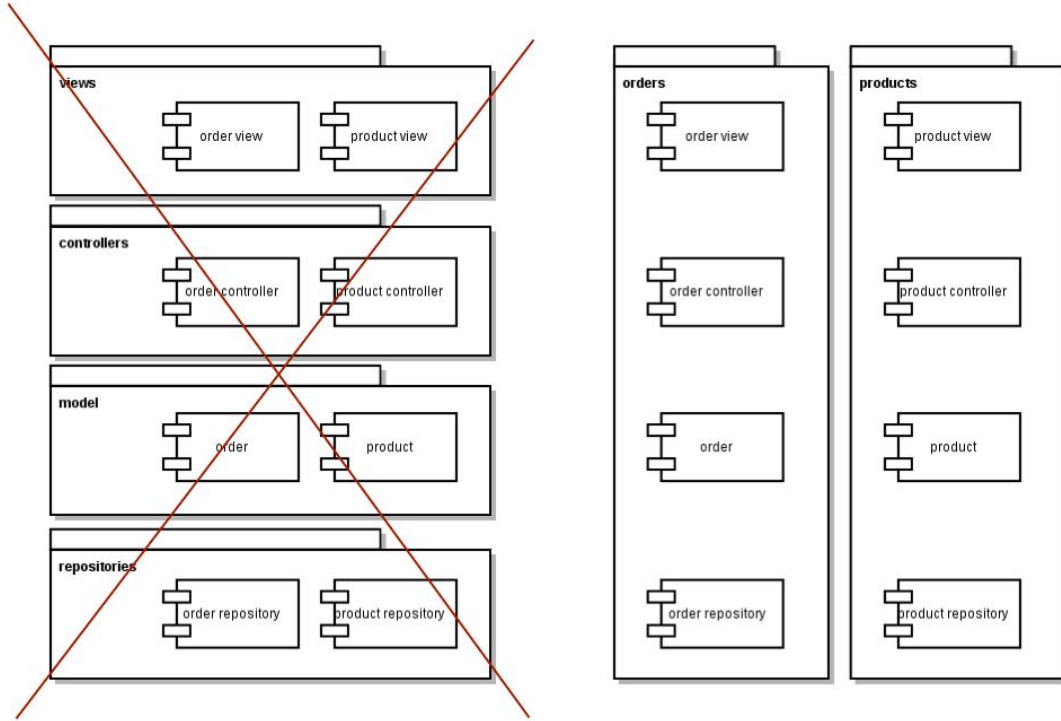 views
order view
product view
controllers
order controller
product controller
model
order
product
repositories
order repository
product repository
orders
order view
order controller
order
order repository
products
product view
product controller
product
product repository